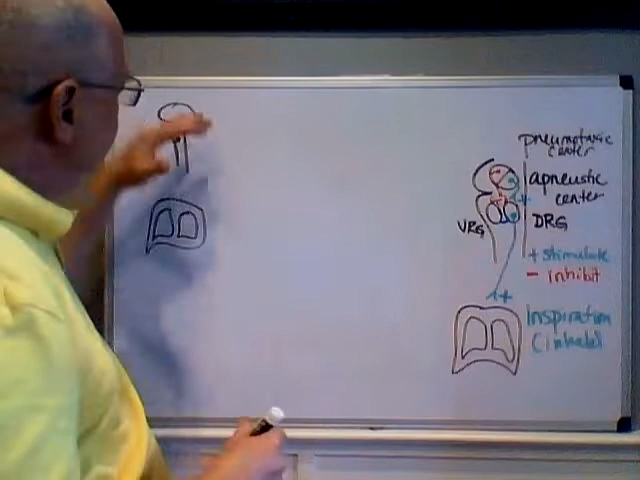 pneumotaxic
center
apneustic
center
VRG
DRG
+ stimulate
- inhibit
+
+
Inspiration
(inhale)